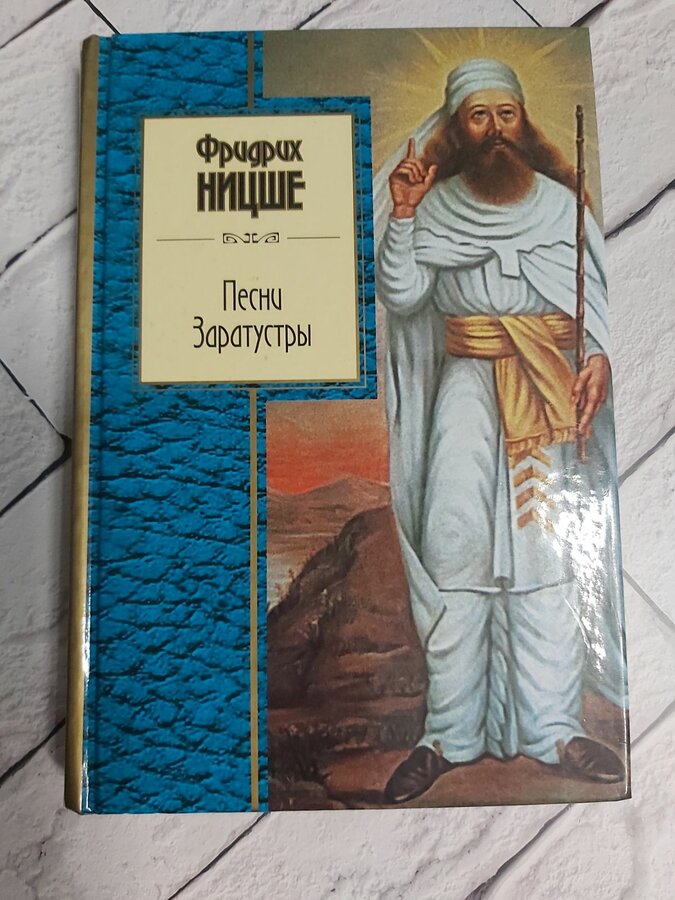 Фридрих
НИЦШЕ
Песни
Заратустры